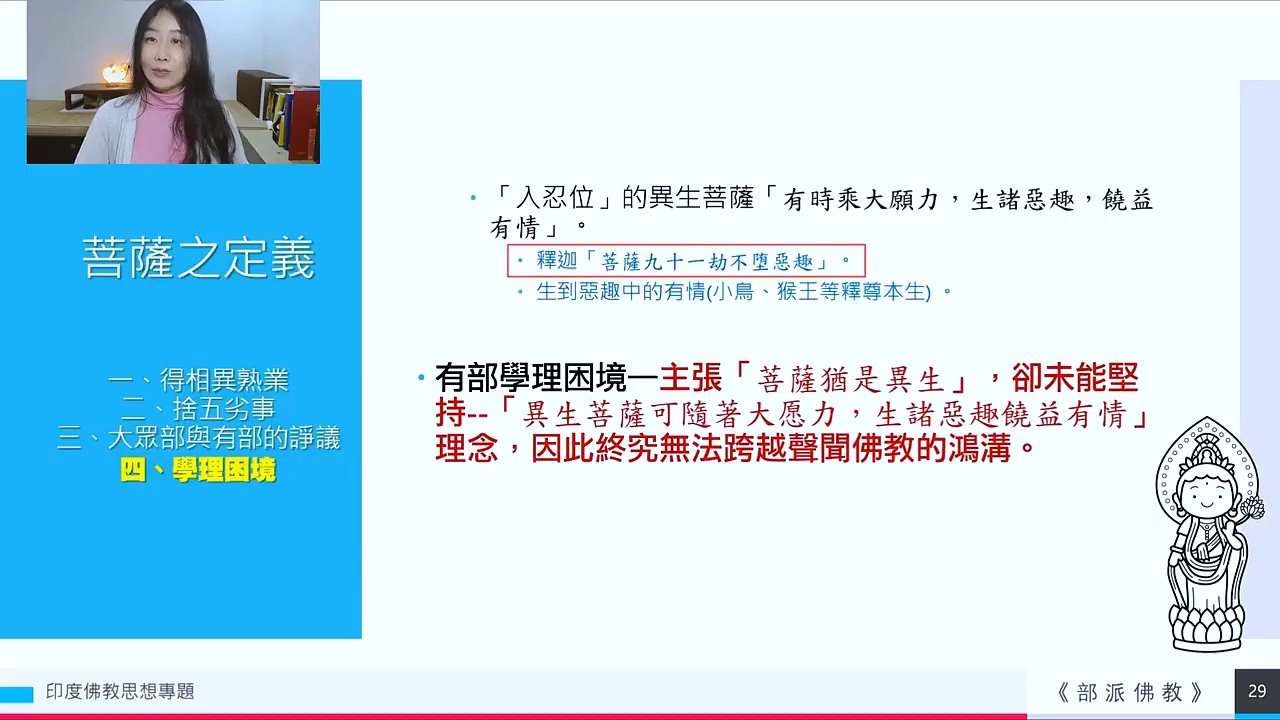 菩薩之定義
一、得相異熟業
二、捨五劣事
三、大眾部與有部的諍議
四、學理困境
•「入忍位」的異生菩薩「有時乘大願力，生諸惡趣，饒益
有情」。
• 釋迦「菩薩九十一劫不墮惡趣」。
• 生到惡趣中的有情(小鳥、猴王等釋尊本生) 。
• 有部學理困境—主張「菩薩猶是異生」，卻未能堅
持--「異生菩薩可隨著大愿力，生諸惡趣饒益有情」
理念，因此終究無法跨越聲聞佛教的鴻溝。
印度佛教思想專題
《部派佛教》
29